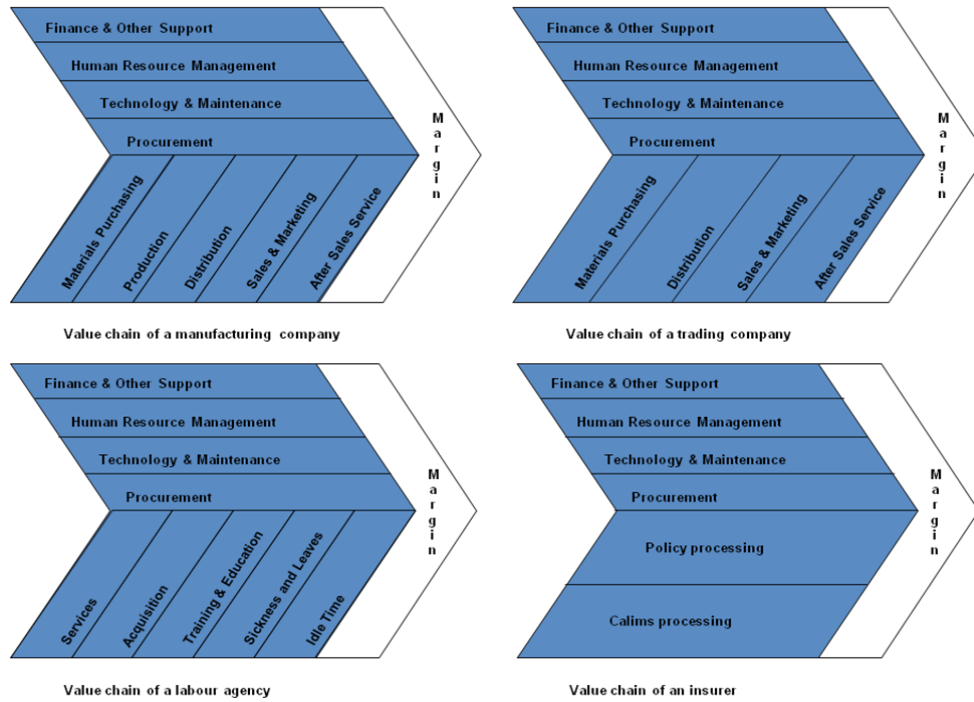 Finance & Other Support
Human Resource Management
Technology & Maintenance
Procurement
Materials Purchasing
Production
Distribution
Sales & Marketing
After Sales Service
Margin
Value chain of a manufacturing company
Finance & Other Support
Human Resource Management
Technology & Maintenance
Procurement
Materials Purchasing
Distribution
Sales & Marketing
After Sales Service
Margin
Value chain of a trading company
Finance & Other Support
Human Resource Management
Technology & Maintenance
Procurement
Services
Acquisition
Training & Education
Sickness and Leaves
Idle Time
Margin
Value chain of a labour agency
Finance & Other Support
Human Resource Management
Technology & Maintenance
Procurement
Policy processing
Calims processing
Margin
Value chain of an insurer